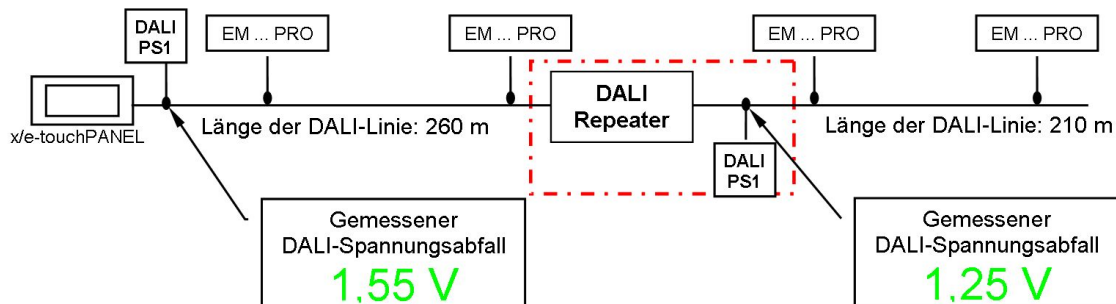 DALI
PS1
EM ... PRO
EM ... PRO
EM ... PRO
EM ... PRO
x/e-touchPANEL
Länge der DALI-Linie: 260 m
DALI
Repeater
Länge der DALI-Linie: 210 m
DALI
PS1
Gemessener
DALI-Spannungsabfall
1,55 V
Gemessener
DALI-Spannungsabfall
1,25 V